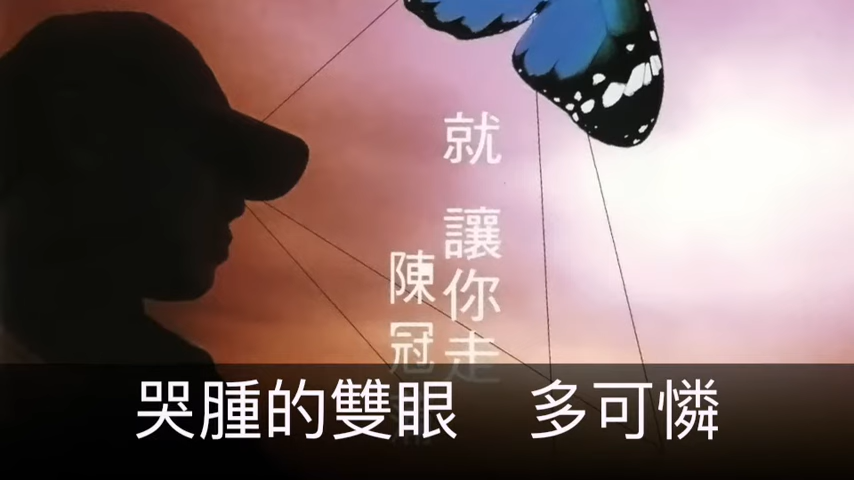 就 讓你走
陳冠
哭腫的雙眼 多可憐